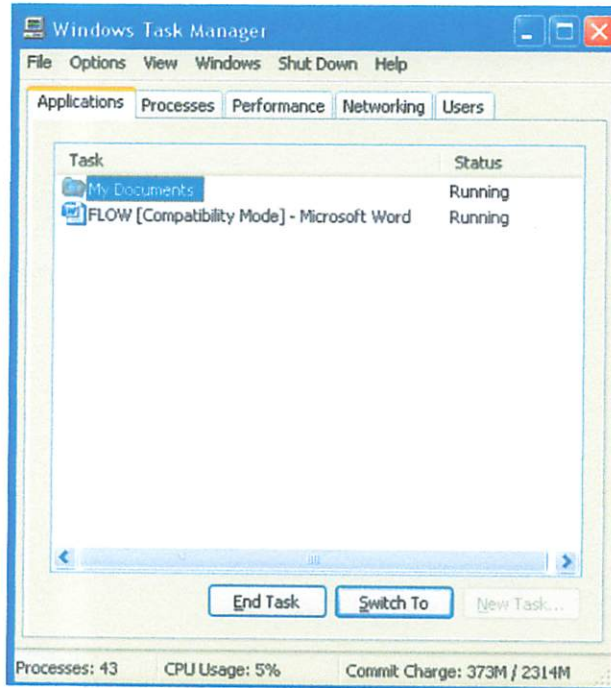 Windows Task Manager
File Options View Windows Shut Down Help
Applications Processes Performance Networking Users
Task Status
My Documents Running
FLOW [Compatibility Mode] - Microsoft Word Running
End Task Switch To New Task...
Processes: 43 CPU Usage: 5% Commit Charge: 373M / 2314M